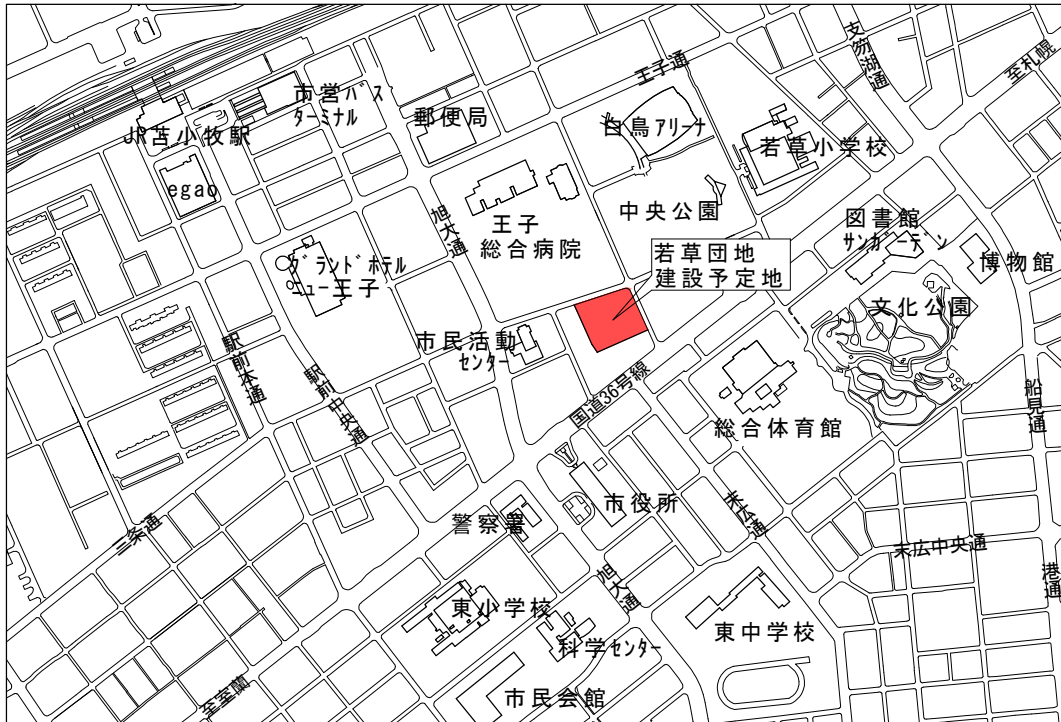 支笏湖通
至札幌
王子通
市営バス
ターミナル
郵便局
白鳥アリーナ
JR苫小牧駅
若草小学校
egao
王子
総合病院
中央公園
旭大通
図書館
サンガーデン
若草団地
建設予定地
博物館
グランドホテル
ニュー王子
文化公園
市民活動
センター
駅前本通
駅前中央通
国道36号線
船見通
総合体育館
市役所
末広通
警察署
三条通
末広中央通
旭大通
港通
東小学校
科学センター
東中学校
至室蘭
市民会館